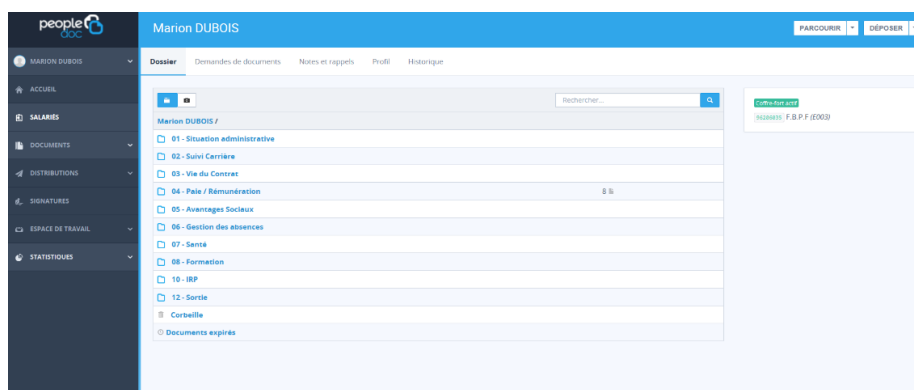 people
doc
Marion DUBOIS
PARCOURIR
DÉPOSER
MARION DUBOIS
Dossier Demandes de documents Notes et rappels Profil Historique
ACCUEIL
SALARIÉS
DOCUMENTS
DISTRIBUTIONS
SIGNATURES
ESPACE DE TRAVAIL
STATISTIQUES
Rechercher...
Marion DUBOIS /
01 - Situation administrative
02 - Suivi Carrière
03 - Vie du Contrat
04 - Paie / Rémunération 8
05 - Avantages Sociaux
06 - Gestion des absences
07 - Santé
08 - Formation
10 - IRP
12 - Sortie
Corbeille
Documents expirés
Coffre-fort actif
F.B.P.F (E003)